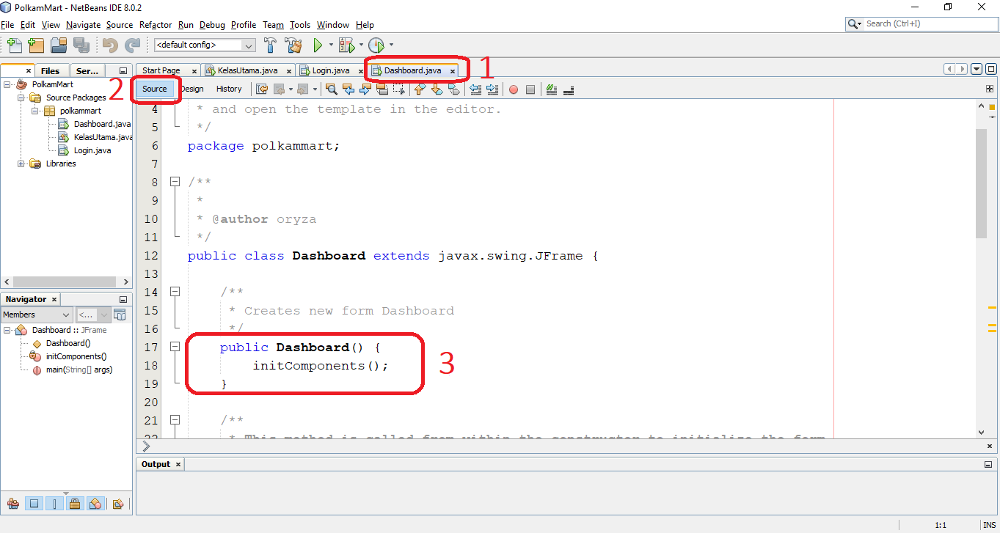 PolkamMart - NetBeans IDE 8.0.2
File Edit View Navigate Source Refactor Run Debug Profile Team Tools Window Help
Search (Ctrl+I)
<default config>
Files Ser...
Start Page KelasUtama.java Login.java Dashboard.java 1
PolkamMart
Source Packages
polkammart
Dashboard.java
KelasUtama.java
Login.java
Libraries
2 Source Design History
4 * and open the template in the editor.
5 */
6 package polkammart;
7
8 /**
9 *
10 * @author oryza
11 */
12 public class Dashboard extends javax.swing.JFrame {
13
14 /**
15 * Creates new form Dashboard
16 */
17 public Dashboard() {
18 initComponents();
19 }
3
20
21 /**
22 * This method is called from within the constructor to initialize the form
Navigator
Members <...
Dashboard :: JFrame
Dashboard()
initComponents()
main(String[] args)
Output
1:1 INS